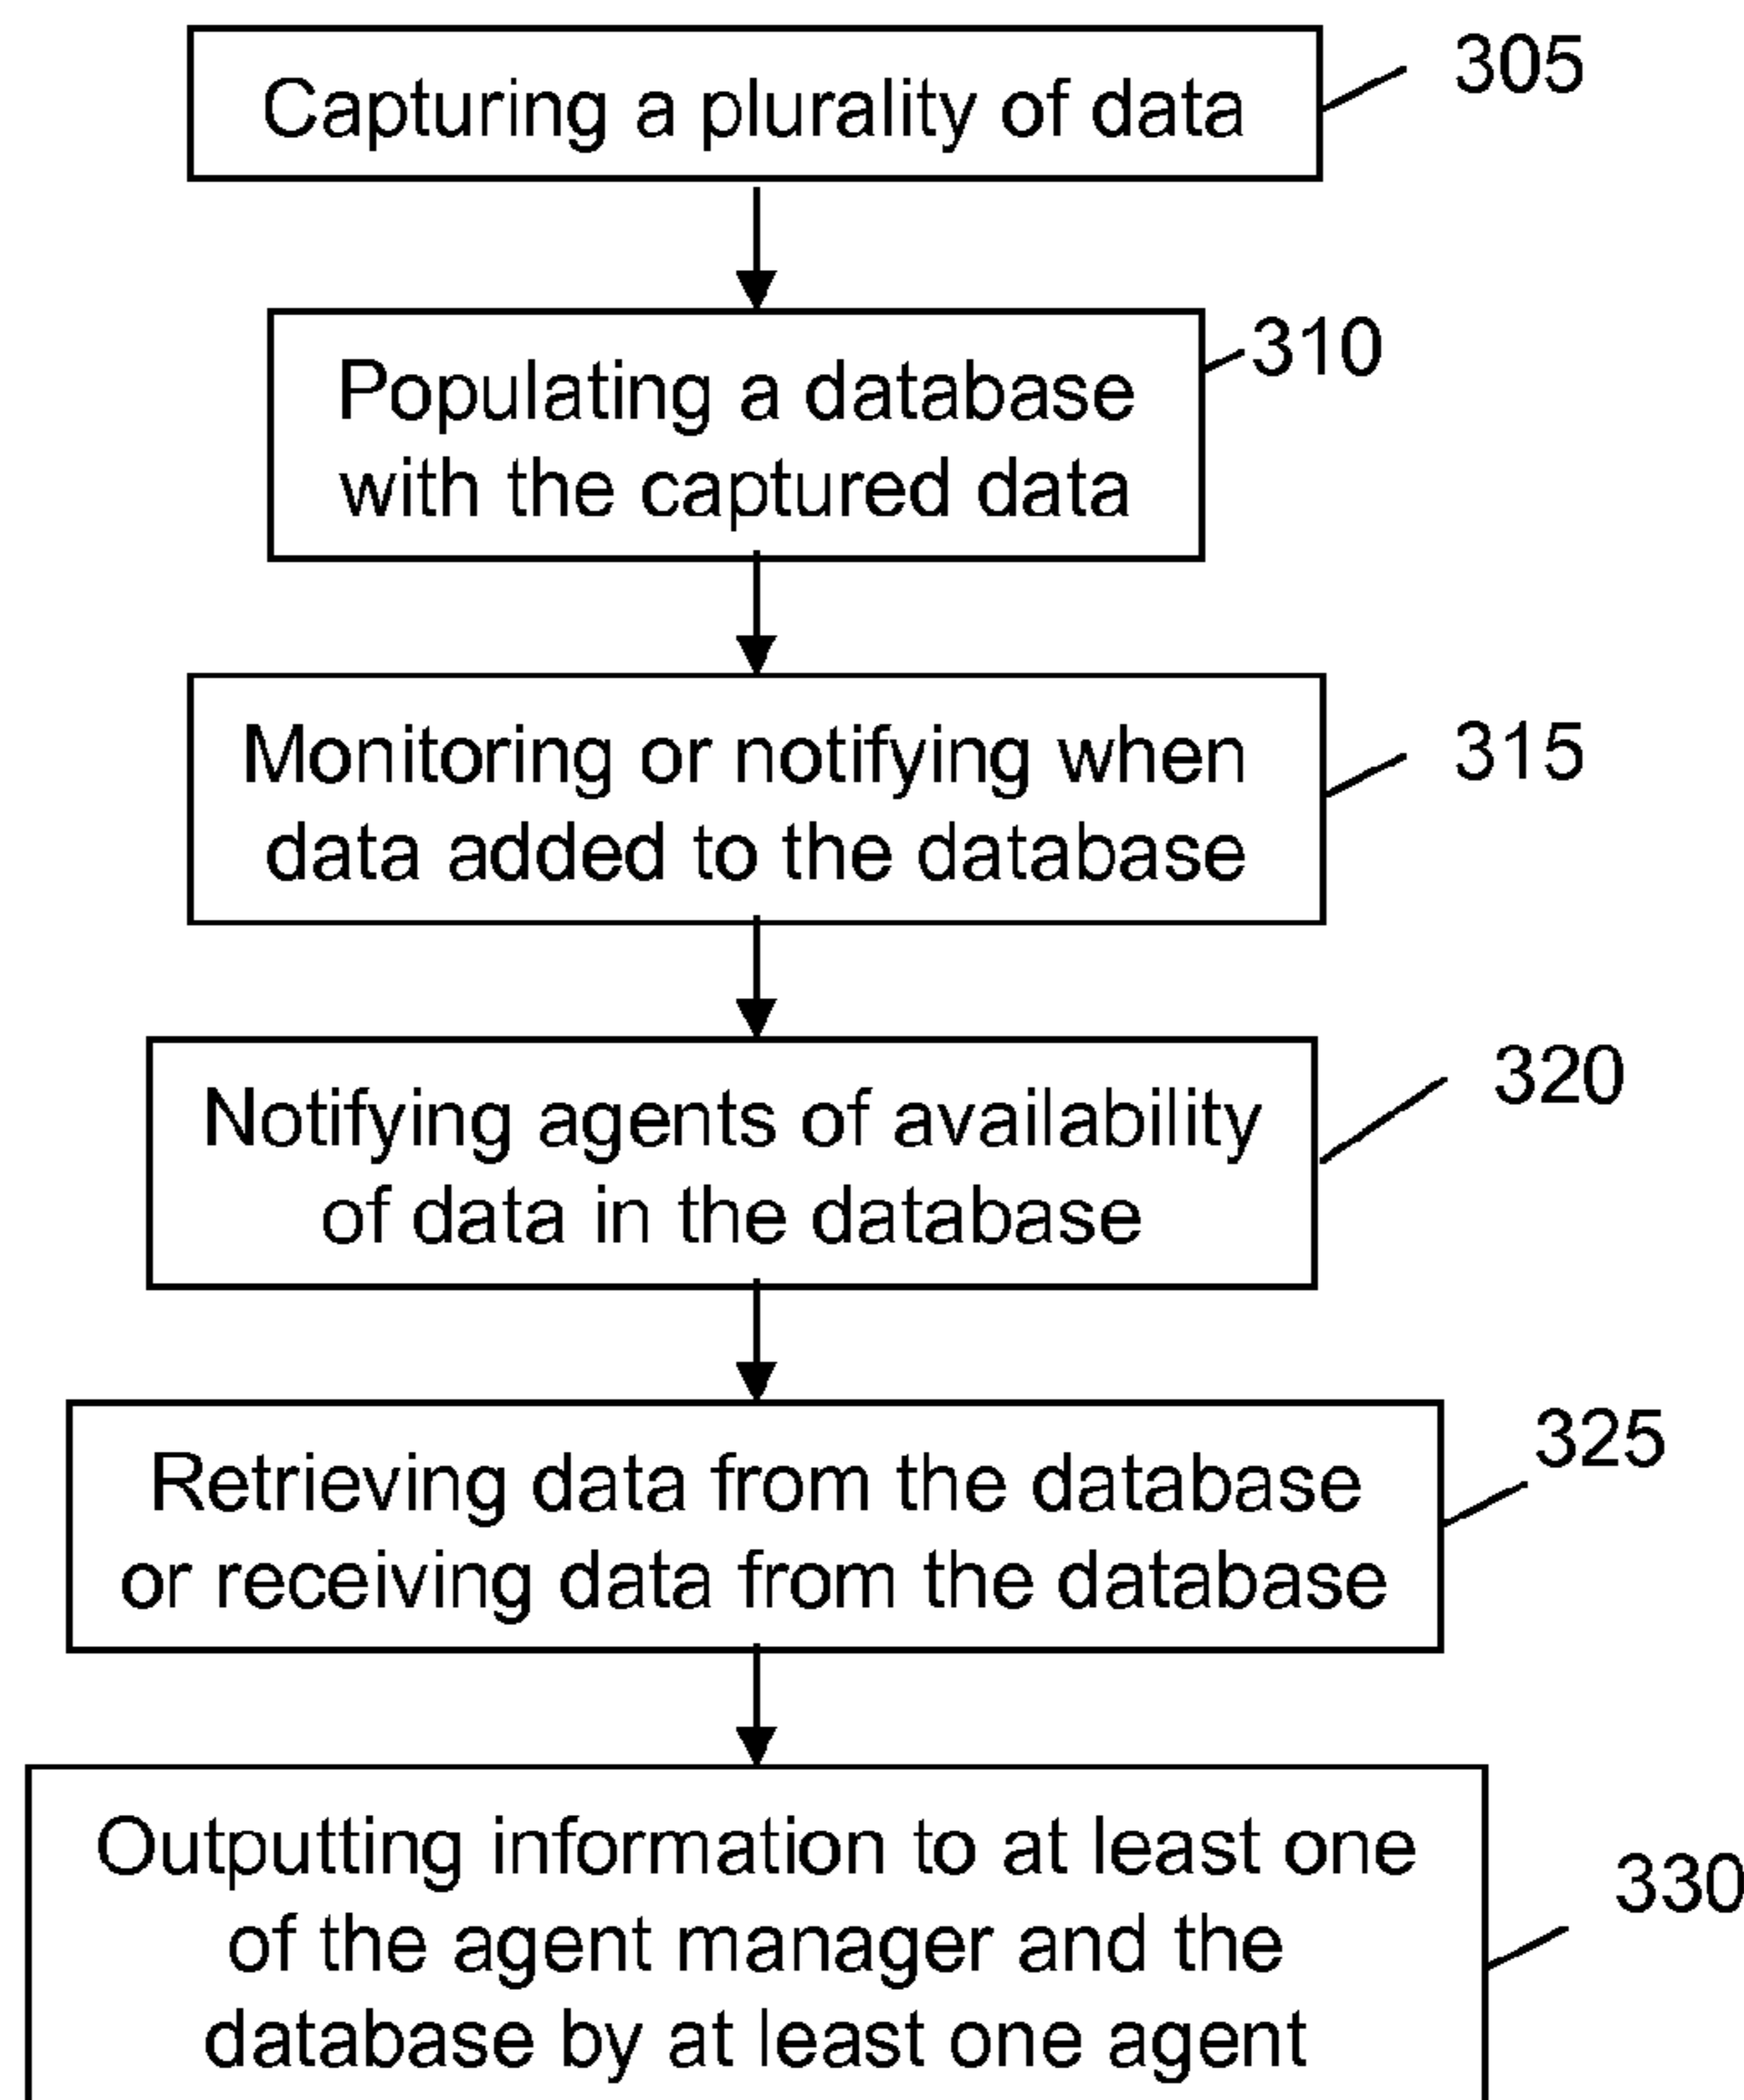 Capturing a plurality of data
305
Populating a database
with the captured data
310
Monitoring or notifying when
data added to the database
315
Notifying agents of availability
of data in the database
320
Retrieving data from the database
or receiving data from the database
325
Outputting information to at least one
of the agent manager and the
database by at least one agent
330